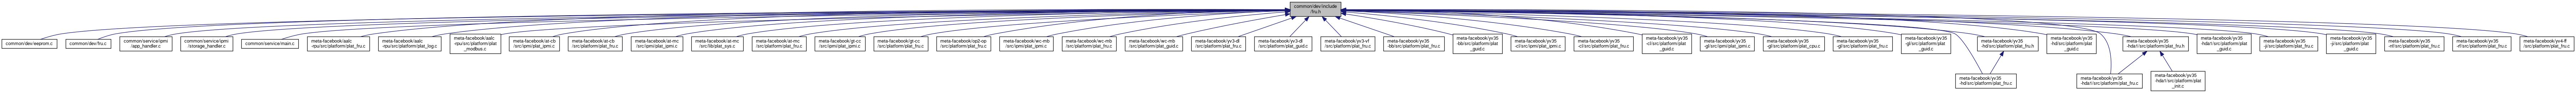 common/dev/include
/fru.h
common/dev/eeprom.c
common/dev/fru.c
common/service/ipmi
/app_handler.c
common/service/ipmi
/storage_handler.c
common/service/main.c
meta-facebook/aalc
-rpu/src/platform/plat_fru.c
meta-facebook/aalc
-rpu/src/platform/plat_log.c
meta-facebook/aalc
-rpu/src/platform/plat
_modbus.c
meta-facebook/at-cb
/src/ipmi/plat_ipmi.c
meta-facebook/at-cb
/src/platform/plat_fru.c
meta-facebook/at-mc
/src/ipmi/plat_ipmi.c
meta-facebook/at-mc
/src/lib/plat_sys.c
meta-facebook/at-mc
/src/platform/plat_fru.c
meta-facebook/gt-cc
/src/ipmi/plat_ipmi.c
meta-facebook/gt-cc
/src/platform/plat_fru.c
meta-facebook/op2-op
/src/platform/plat_fru.c
meta-facebook/wc-mb
/src/ipmi/plat_ipmi.c
meta-facebook/wc-mb
/src/platform/plat_fru.c
meta-facebook/wc-mb
/src/platform/plat_guid.c
meta-facebook/yv3-dl
/src/platform/plat_fru.c
meta-facebook/yv3-dl
/src/platform/plat_guid.c
meta-facebook/yv3-vf
/src/platform/plat_fru.c
meta-facebook/yv35
-bb/src/platform/plat_fru.c
meta-facebook/yv35
-bb/src/platform/plat
_guid.c
meta-facebook/yv35
-cl/src/ipmi/plat_ipmi.c
meta-facebook/yv35
-cl/src/platform/plat_fru.c
meta-facebook/yv35
-cl/src/platform/plat
_guid.c
meta-facebook/yv35
-gl/src/ipmi/plat_ipmi.c
meta-facebook/yv35
-gl/src/platform/plat_cpu.c
meta-facebook/yv35
-gl/src/platform/plat_fru.c
meta-facebook/yv35
-gl/src/platform/plat
_guid.c
meta-facebook/yv35
-hd/src/platform/plat_fru.h
meta-facebook/yv35
-hd/src/platform/plat
_guid.c
meta-facebook/yv35
-hda1/src/platform/plat_fru.h
meta-facebook/yv35
-hda1/src/platform/plat
_guid.c
meta-facebook/yv35
-ji/src/platform/plat_fru.c
meta-facebook/yv35
-ji/src/platform/plat
_guid.c
meta-facebook/yv35
-rf/src/platform/plat_fru.c
meta-facebook/yv35
-rf/src/platform/plat_fru.c
meta-facebook/yv4-ff
/src/platform/plat_fru.c
meta-facebook/yv35
-hd/src/platform/plat_fru.c
meta-facebook/yv35
-hda1/src/platform/plat_fru.c
meta-facebook/yv35
-hda1/src/platform/plat
_init.c